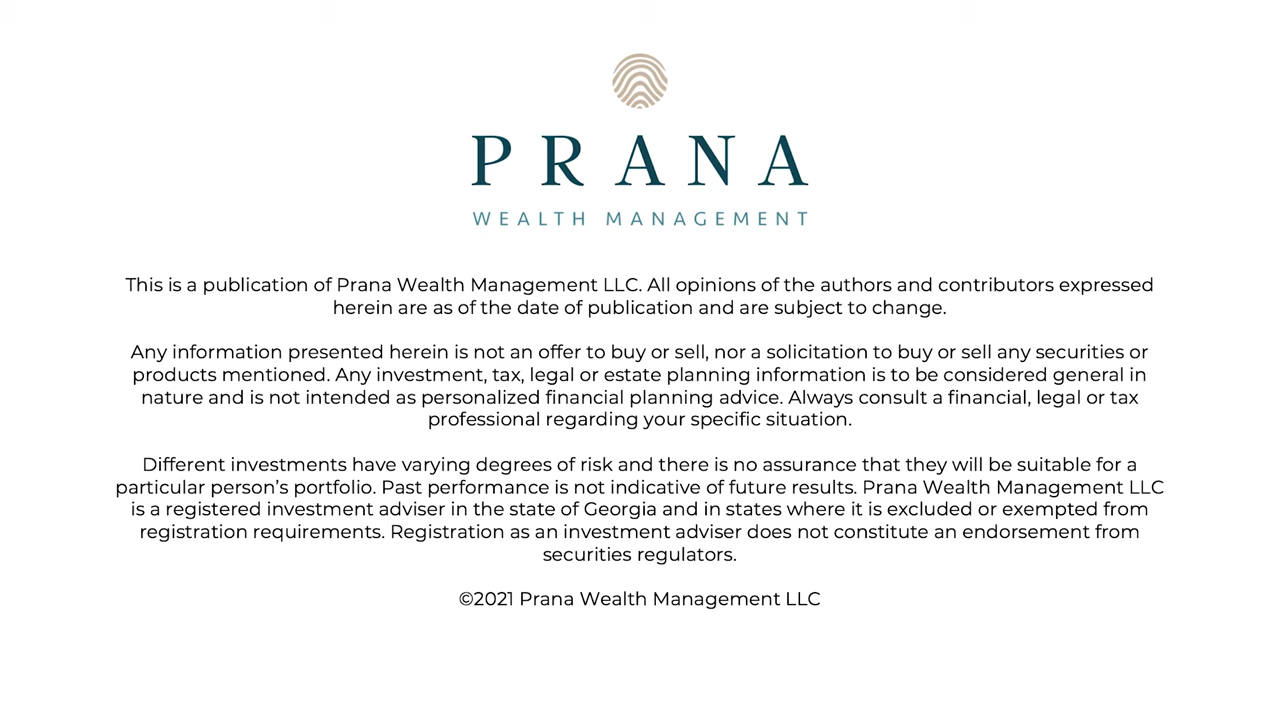 PRANA
WEALTH MANAGEMENT
This is a publication of Prana Wealth Management LLC. All opinions of the authors and contributors expressed
herein are as of the date of publication and are subject to change.
Any information presented herein is not an offer to buy or sell, nor a solicitation to buy or sell any securities or
products mentioned. Any investment, tax, legal or estate planning information is to be considered general in
nature and is not intended as personalized financial planning advice. Always consult a financial, legal or tax
professional regarding your specific situation.
Different investments have varying degrees of risk and there is no assurance that they will be suitable for a
particular person’s portfolio. Past performance is not indicative of future results. Prana Wealth Management LLC
is a registered investment adviser in the state of Georgia and in states where it is excluded or exempted from
registration requirements. Registration as an investment adviser does not constitute an endorsement from
securities regulators.
©2021 Prana Wealth Management LLC